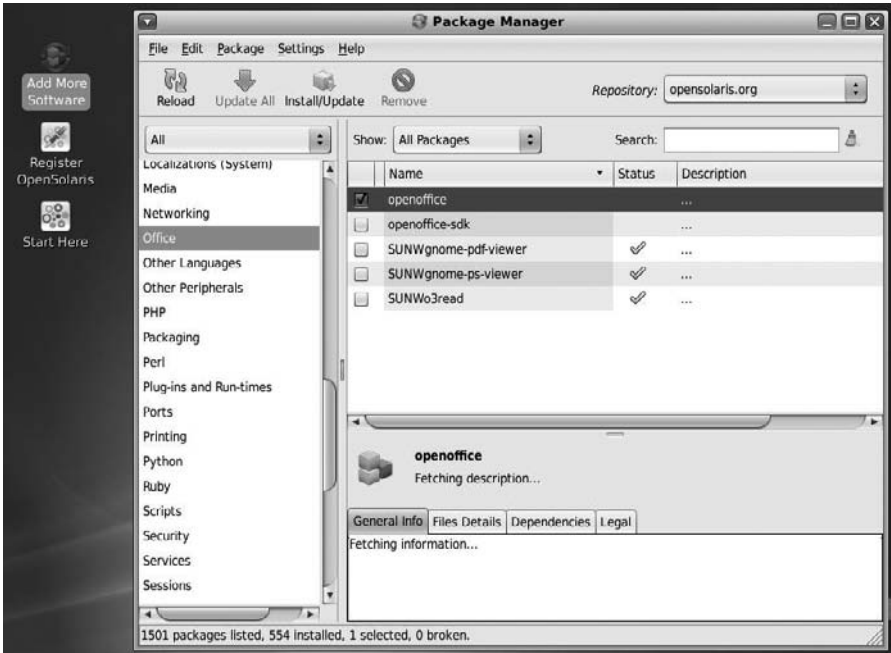 Add More
Software
Register
OpenSolaris
Start Here
Package Manager
File Edit Package Settings Help
Reload Update All Install/Update Remove
Repository: opensolaris.org
All
Show: All Packages
Search:
Localizations (System)
Media
Networking
Office
Other Languages
Other Peripherals
PHP
Packaging
Perl
Plug-ins and Run-times
Ports
Printing
Python
Ruby
Scripts
Security
Services
Sessions
Name Status Description
openoffice ...
openoffice-sdk ...
SUNWgnome-pdf-viewer ...
SUNWgnome-ps-viewer ...
SUNWo3read ...
openoffice
Fetching description...
General Info Files Details Dependencies Legal
Fetching information...
1501 packages listed, 554 installed, 1 selected, 0 broken.